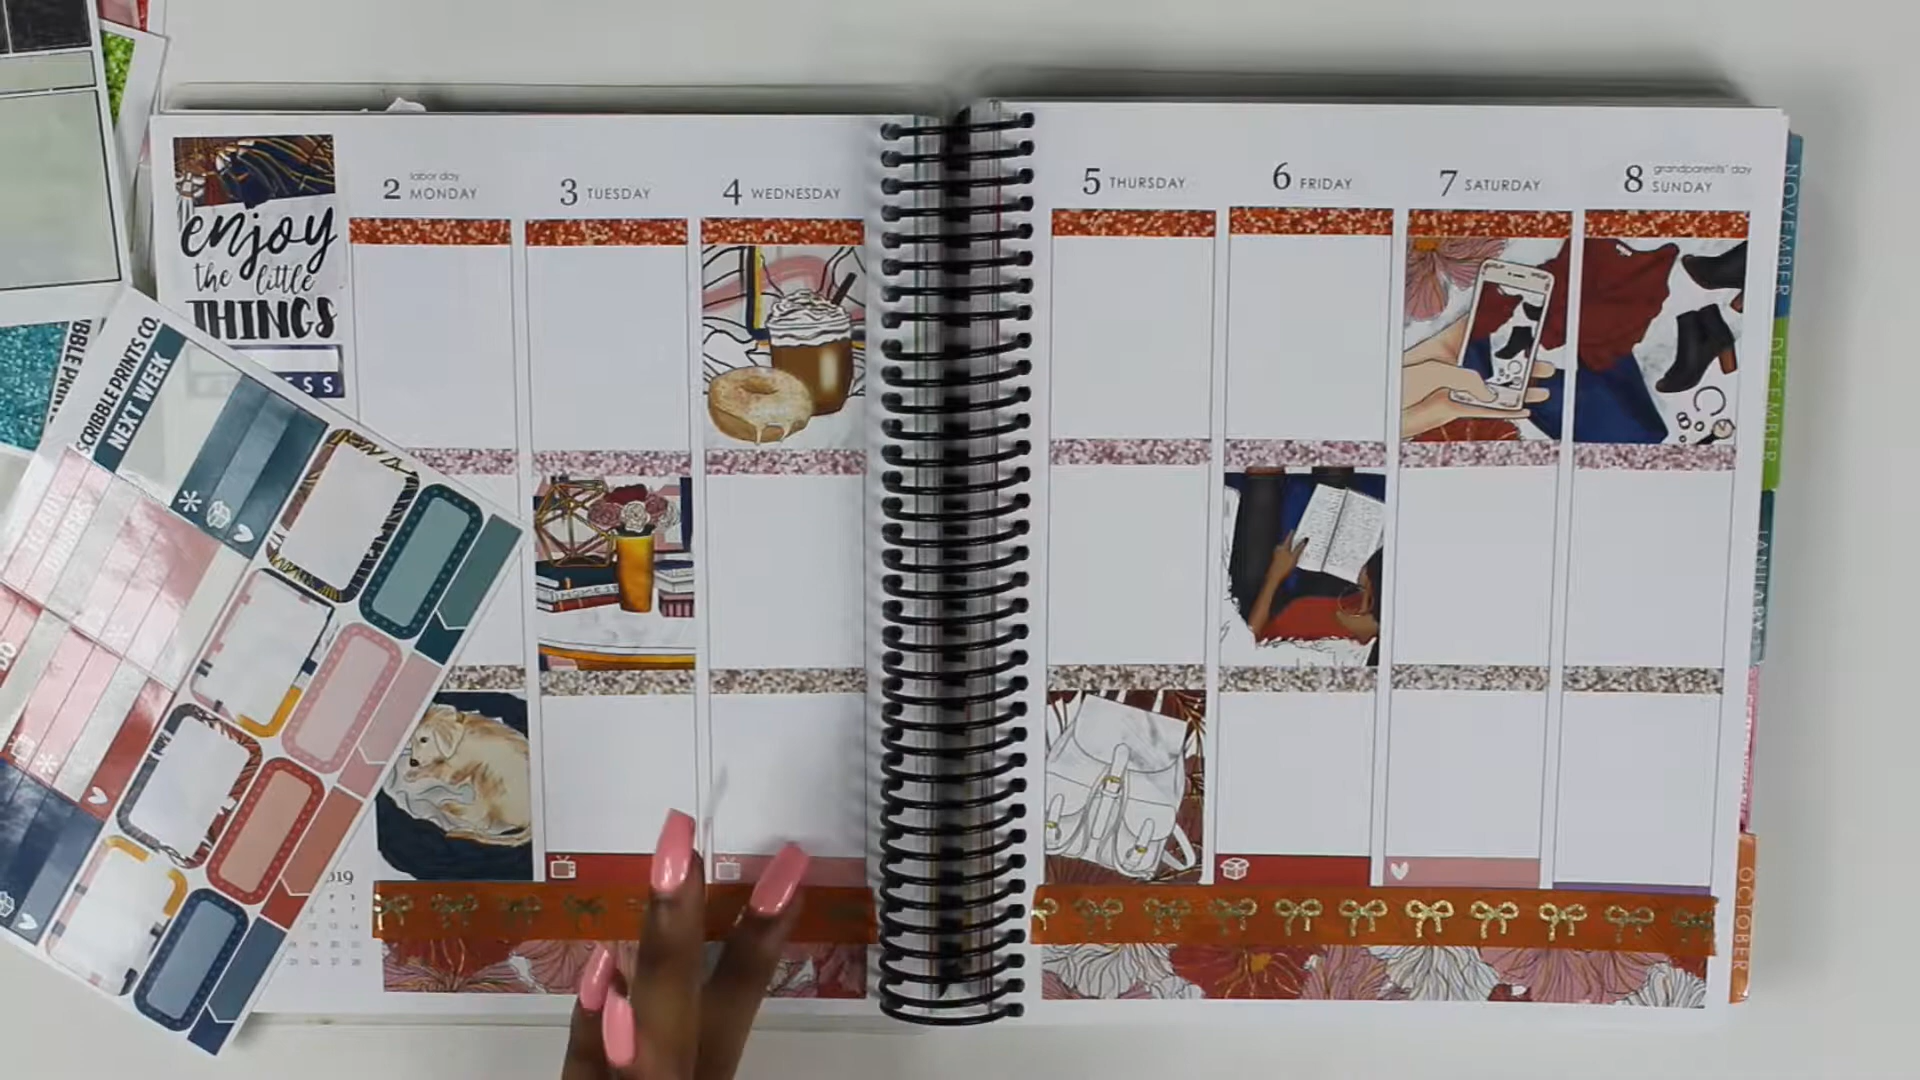 enjoy
the little
THINGS
labor day
2 MONDAY
3 TUESDAY
4 WEDNESDAY
5 THURSDAY
6 FRIDAY
7 SATURDAY
grandparents' day
8 SUNDAY
SCRIBBLE PRINTS CO.
NEXT WEEK
NOVEMBER
DECEMBER
JANUARY
OCTOBER